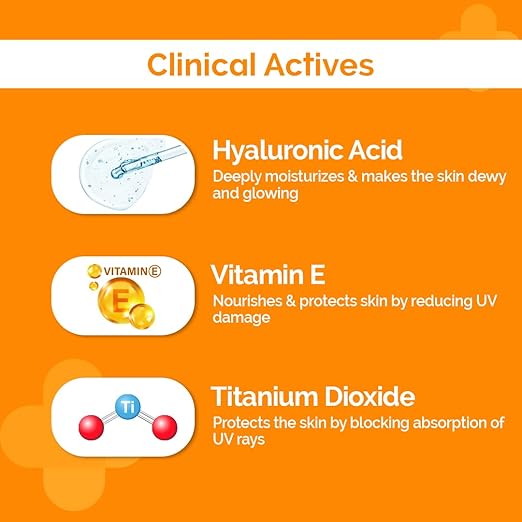 Clinical Actives
Hyaluronic Acid
Deeply moisturizes & makes the skin dewy
and glowing
VITAMIN E
E
Vitamin E
Nourishes & protects skin by reducing UV
damage
Ti
Titanium Dioxide
Protects the skin by blocking absorption of
UV rays